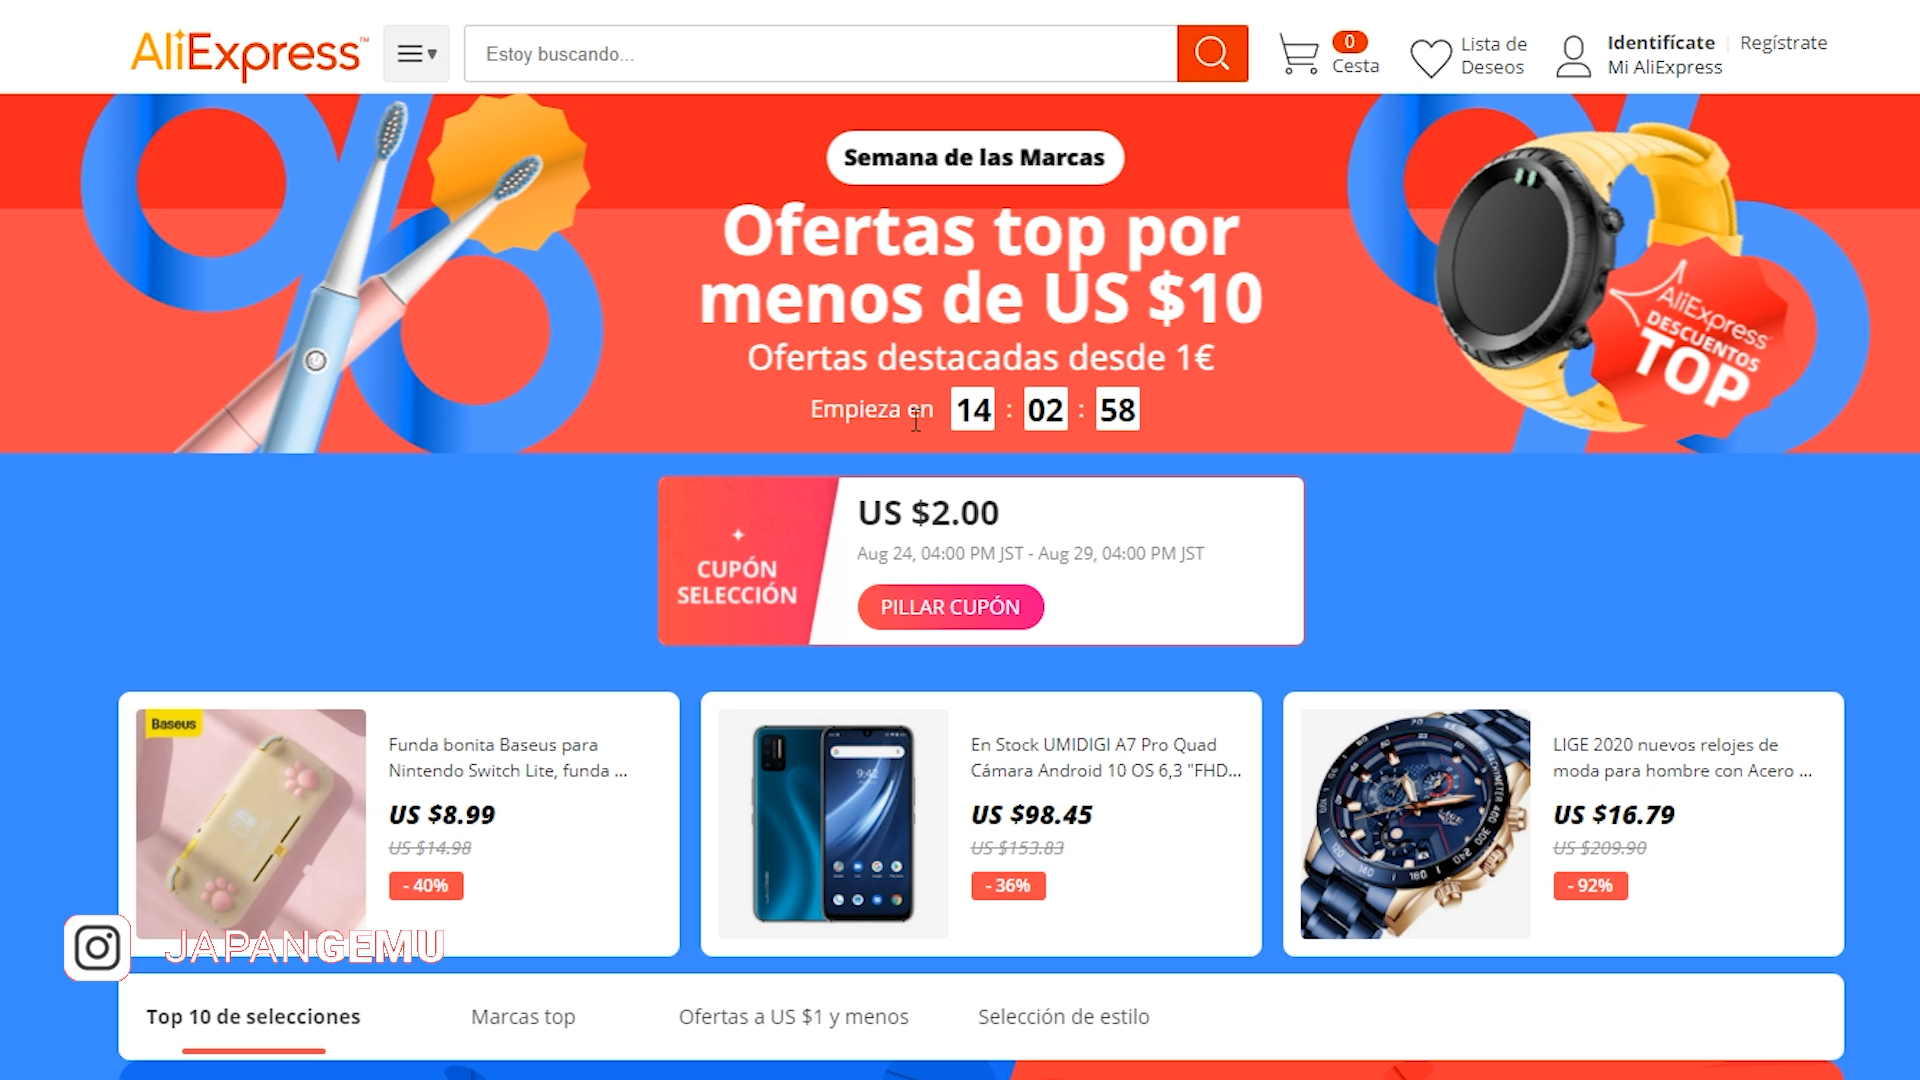 AliExpress™
Estoy buscando...
0
Cesta
Lista de
Deseos
Identifícate
Regístrate
Mi AliExpress
Semana de las Marcas
Ofertas top por
menos de US $10
Ofertas destacadas desde 1€
Empieza en 14 : 02 : 58
AliExpress
DESCUENTOS
TOP
CUPÓN
SELECCIÓN
US $2.00
Aug 24, 04:00 PM JST - Aug 29, 04:00 PM JST
PILLAR CUPÓN
Baseus
Funda bonita Baseus para
Nintendo Switch Lite, funda ...
US $8.99
US $14.98
- 40%
9:42
En Stock UMIDIGI A7 Pro Quad
Cámara Android 10 OS 6,3 "FHD...
US $98.45
US $153.83
- 36%
LIGE
LIGE 2020 nuevos relojes de
moda para hombre con Acero ...
US $16.79
US $209.90
- 92%
JAPANGEMU
Top 10 de selecciones
Marcas top
Ofertas a US $1 y menos
Selección de estilo